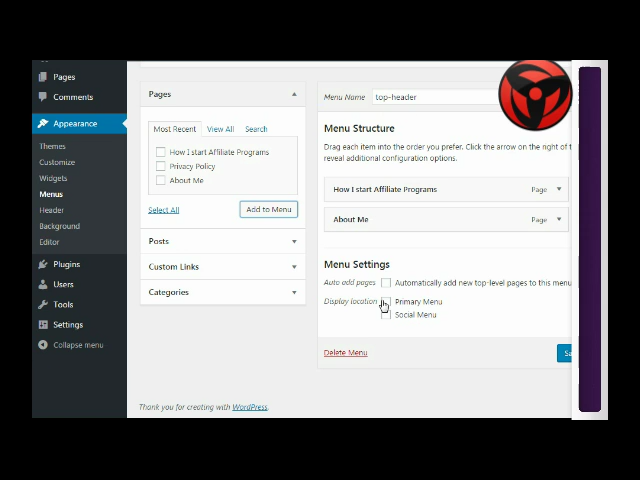 Pages
Comments
Appearance
Themes
Customize
Widgets
Menus
Header
Background
Editor
Plugins
Users
Tools
Settings
Collapse menu
Pages
Most Recent View All Search
How I start Affiliate Programs
Privacy Policy
About Me
Select All Add to Menu
Posts
Custom Links
Categories
Menu Name top-header
Menu Structure
Drag each item into the order you prefer. Click the arrow on the right of
reveal additional configuration options.
How I start Affiliate Programs Page
About Me Page
Menu Settings
Auto add pages Automatically add new top-level pages to this menu
Display location Primary Menu
Social Menu
Delete Menu
Thank you for creating with WordPress.